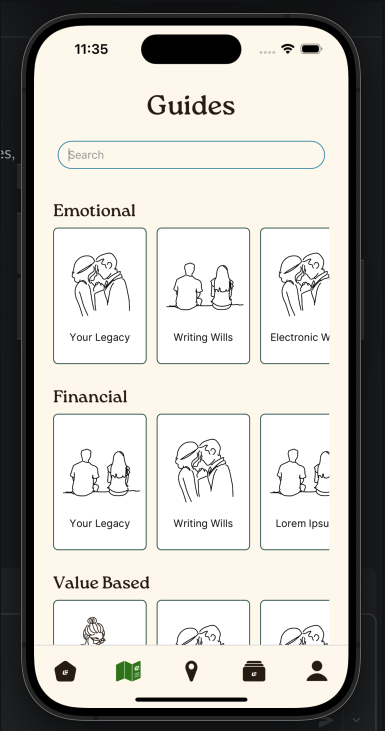 11:35
Guides
Search
Emotional
Your Legacy
Writing Wills
Electronic W
Financial
Your Legacy
Writing Wills
Lorem Ipsu
Value Based